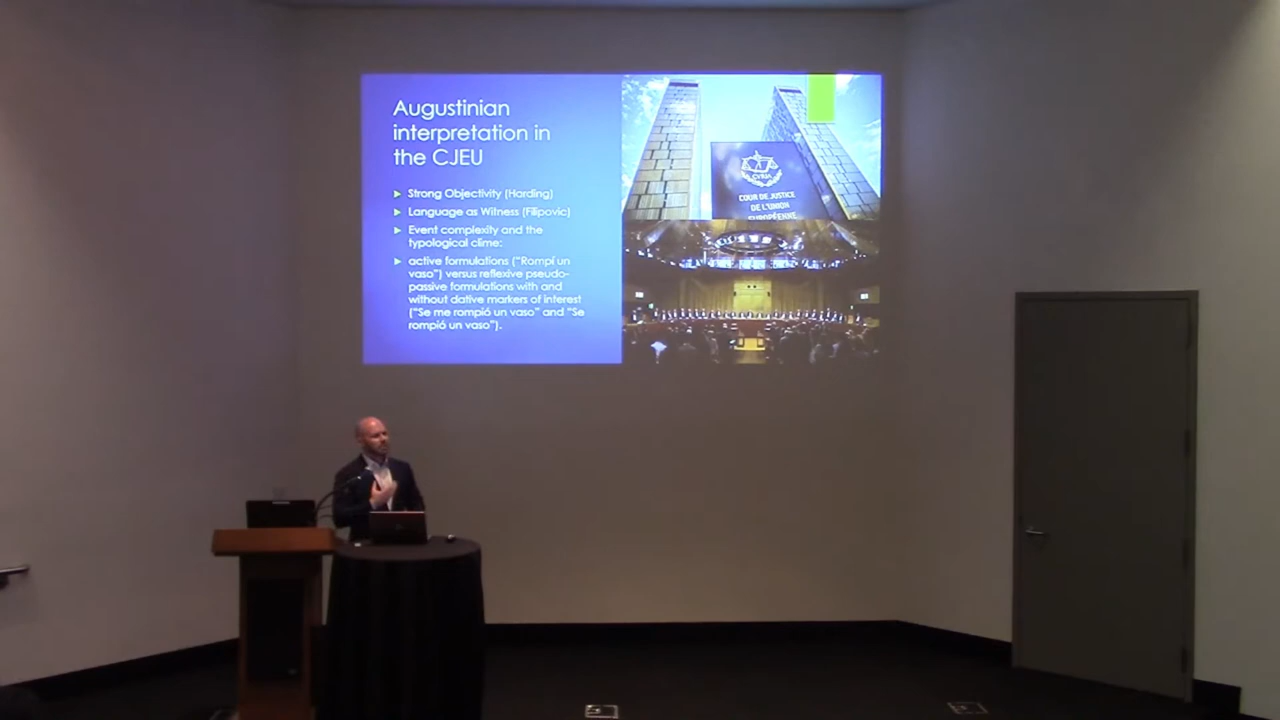 Augustinian
interpretation in
the CJEU
Strong Objectivity (Harding)
Language as Witness (Filipovic)
Event complexity and the
typological clime:
active formulations (“Rompí un
vaso”) versus reflexive pseudo-
passive formulations with and
without dative markers of interest
(“Se me rompió un vaso” and “Se
rompió un vaso”).
CVRIA
COUR DE JUSTICE
DE L'UNION
EUROPÉENNE